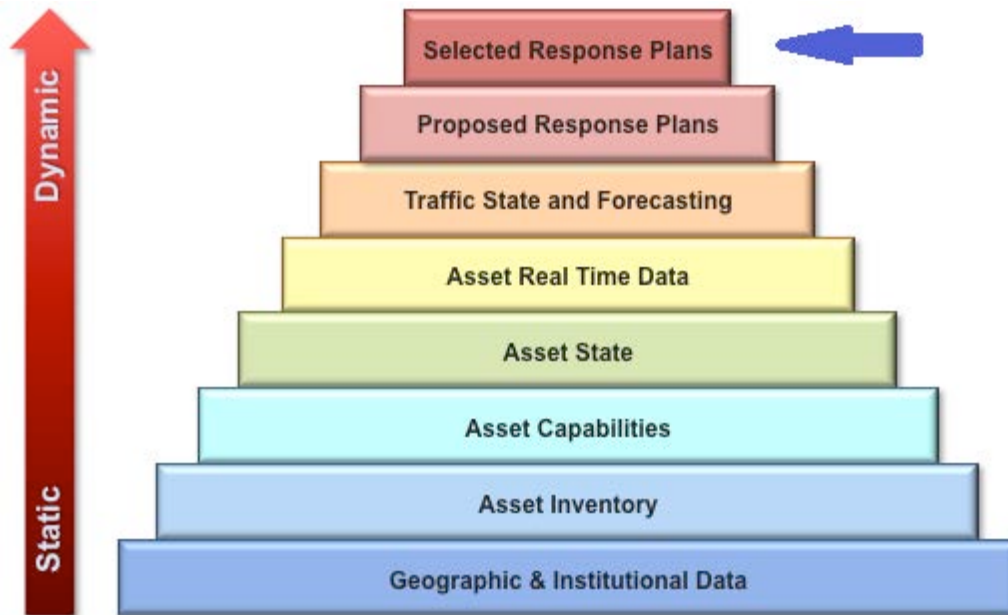 Dynamic
Static
Selected Response Plans
Proposed Response Plans
Traffic State and Forecasting
Asset Real Time Data
Asset State
Asset Capabilities
Asset Inventory
Geographic & Institutional Data